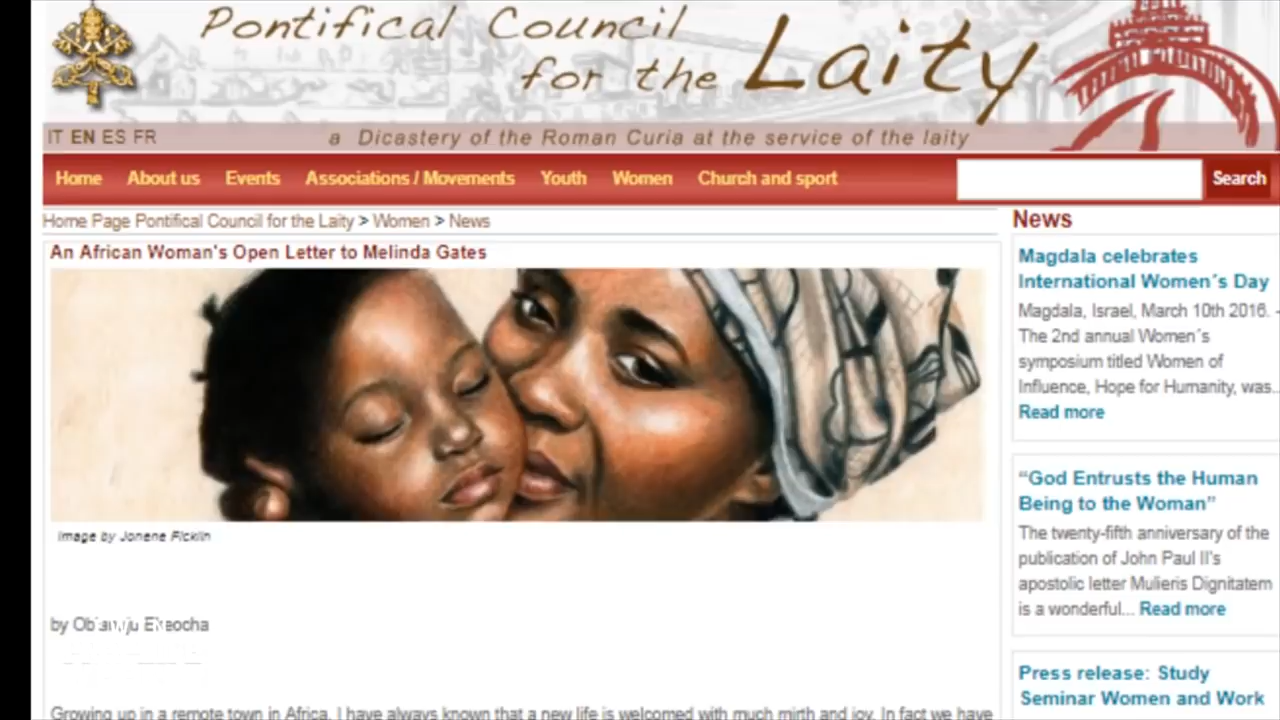 Pontifical Council
for the Laity
IT EN ES FR
a Dicastery of the Roman Curia at the service of the laity
Home About us Events Associations / Movements Youth Women Church and sport
Search
Home Page Pontifical Council for the Laity > Women > News
An African Woman's Open Letter to Melinda Gates
Image by Jonene Ficklin
by
Growing up in a remote town in Africa, I have always known that a new life is welcomed with much mirth and joy. In fact we have
News
Magdala celebrates
International Women´s Day
Magdala, Israel, March 10th 2016. -
The 2nd annual Women´s
symposium titled Women of
Influence, Hope for Humanity, was...
Read more
“God Entrusts the Human
Being to the Woman”
The twenty-fifth anniversary of the
publication of John Paul II's
apostolic letter Mulieris Dignitatem
is a wonderful... Read more
Press release: Study
Seminar Women and Work